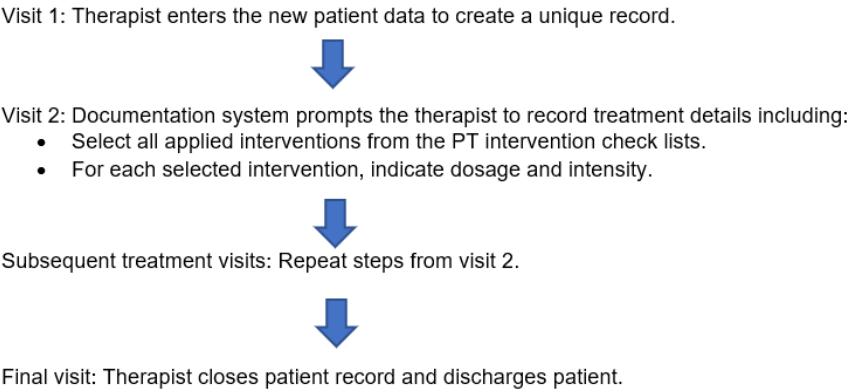 Visit 1: Therapist enters the new patient data to create a unique record.
Visit 2: Documentation system prompts the therapist to record treatment details including:
• Select all applied interventions from the PT intervention check lists.
• For each selected intervention, indicate dosage and intensity.
Subsequent treatment visits: Repeat steps from visit 2.
Final visit: Therapist closes patient record and discharges patient.